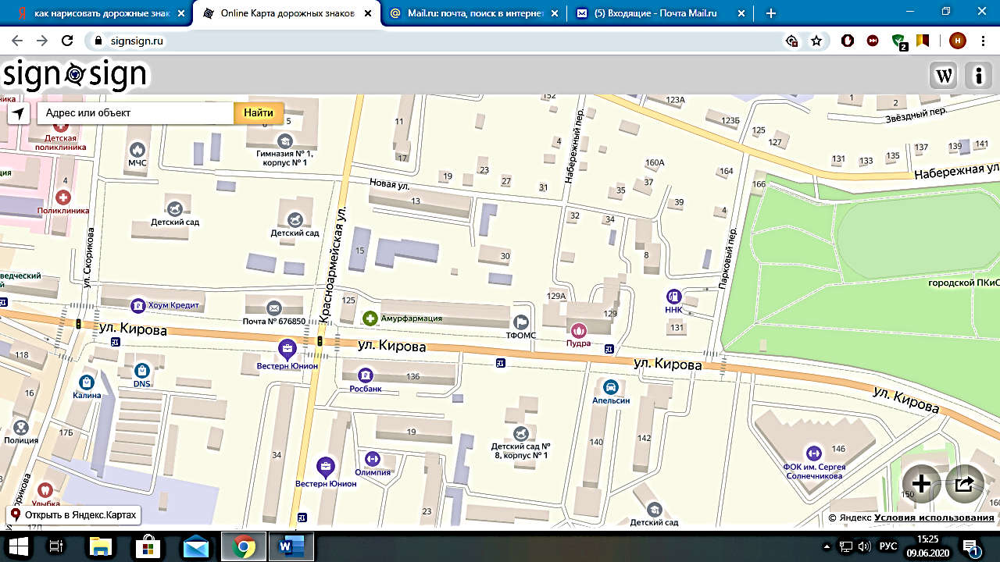 как нарисовать дорожные знак
Online Карта дорожных знаков
Mail.ru: почта, поиск в интернет
(5) Входящие - Почта Mail.ru
signsign.ru
2
Н
sign sign
W
i
Адрес или объект
Найти
152
123А
1
2
Звёздный пер.
ника
Детская
поликлиника
МЧС
6
5
Гимназия № 1,
корпус № 1
11
17
123Б
125
127
4
137
139
141
131
133
135
Набережная ул.
Набережный пер.
160А
164
19
23
27
31
Новая ул.
35
37
166
4
Поликлиника
Детский сад
Детский сад
13
39
4
32
34
ул. Скорикова
Красноармейская ул.
15
30
8
Парковый пер.
городской ПКиО
ведческий
й
Хоум Кредит
Почта № 676850
125
Амурфармация
129А
129
ННК
ТФОМС
Пудра
131
ул. Кирова
ул. Кирова
ул. Кирова
ул. Кирова
118
Вестерн Юнион
DNS
Калина
16
Росбанк
136
Апельсин
Полиция
17Б
34
19
Детский сад №
8, корпус № 1
140
142
146
ФОК им. Сергея
Солнечникова
Олимпия
Вестерн Юнион
Улыбка
23
Детский сад
150
160
Открыть в Яндекс.Картах
17Д
© Яндекс Условия использования
W
РУС
15:25
09.06.2020
1